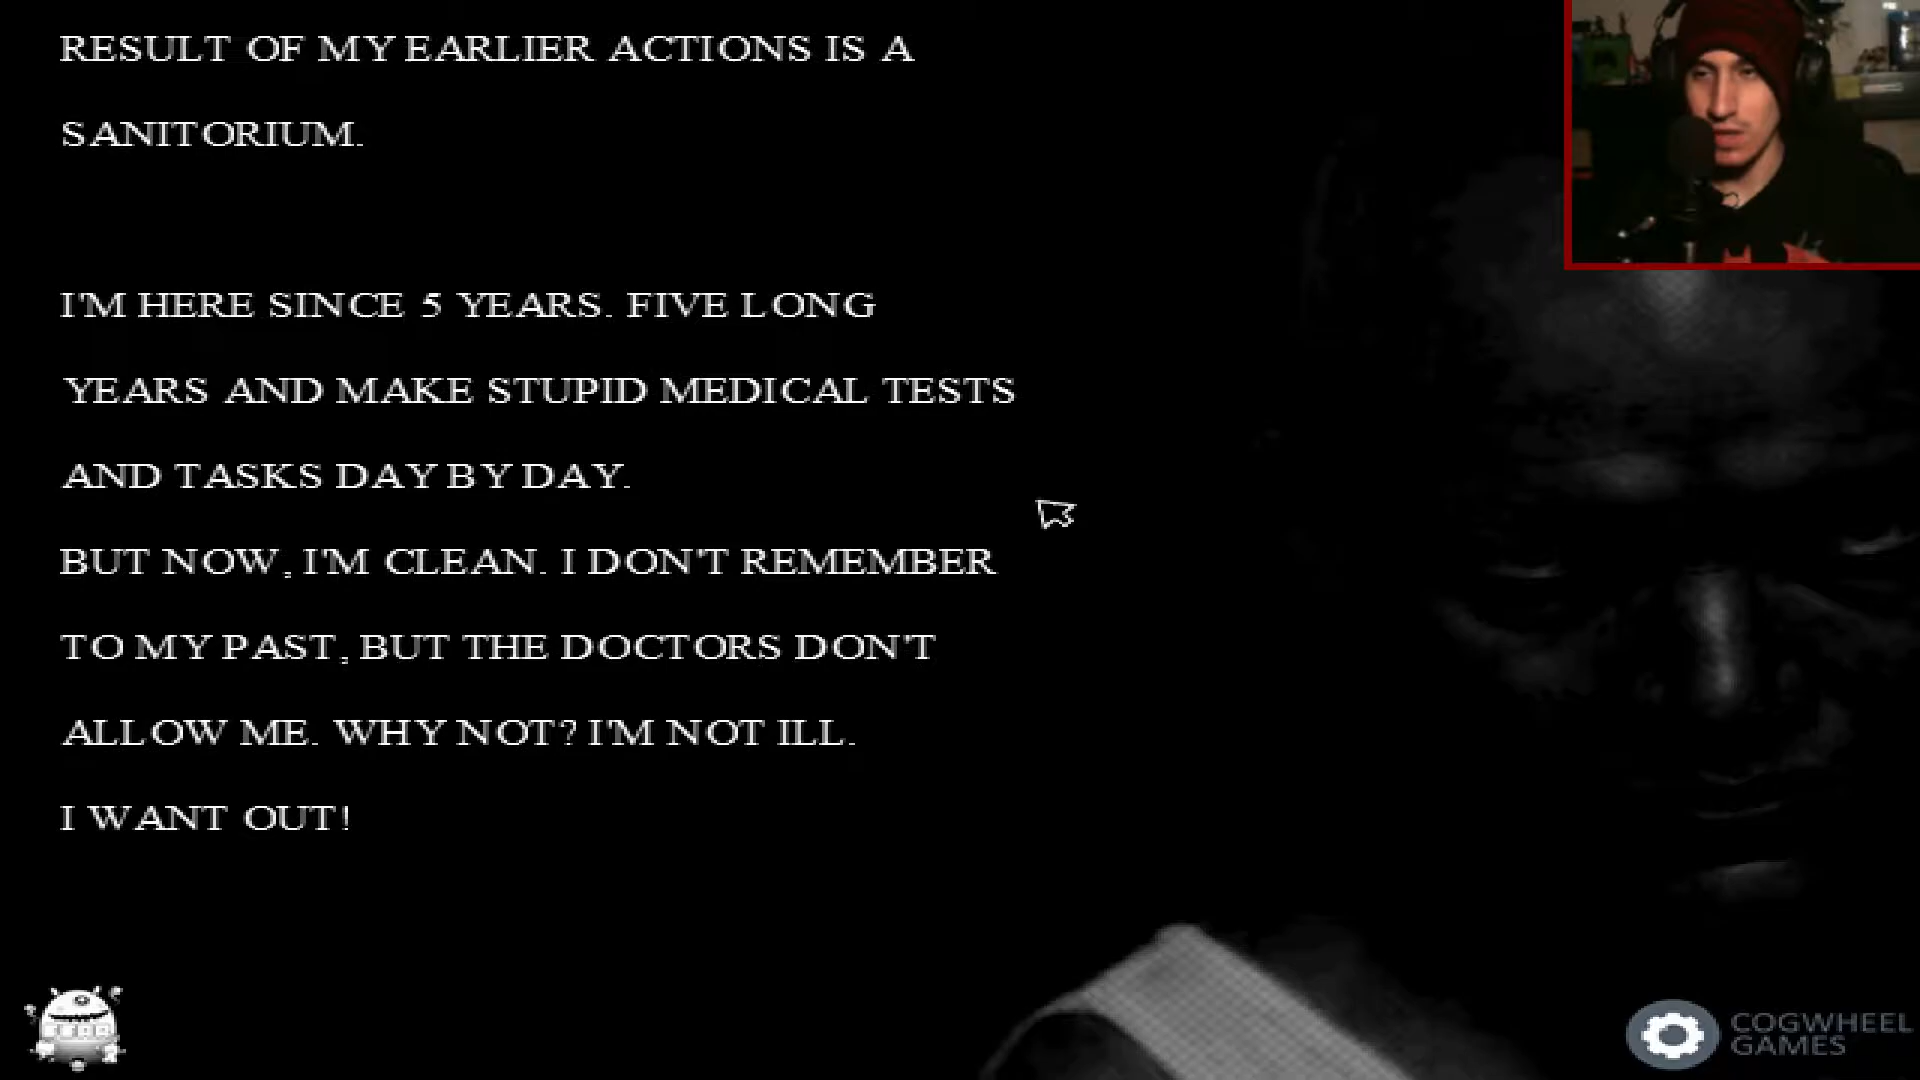 RESULT OF MY EARLIER ACTIONS IS A
SANITORIUM.
I'M HERE SINCE 5 YEARS. FIVE LONG
YEARS AND MAKE STUPID MEDICAL TESTS
AND TASKS DAY BY DAY.
BUT NOW, I'M CLEAN. I DON'T REMEMBER
TO MY PAST, BUT THE DOCTORS DON'T
ALLOW ME. WHY NOT? I'M NOT ILL.
I WANT OUT!
COGWHEEL
GAMES